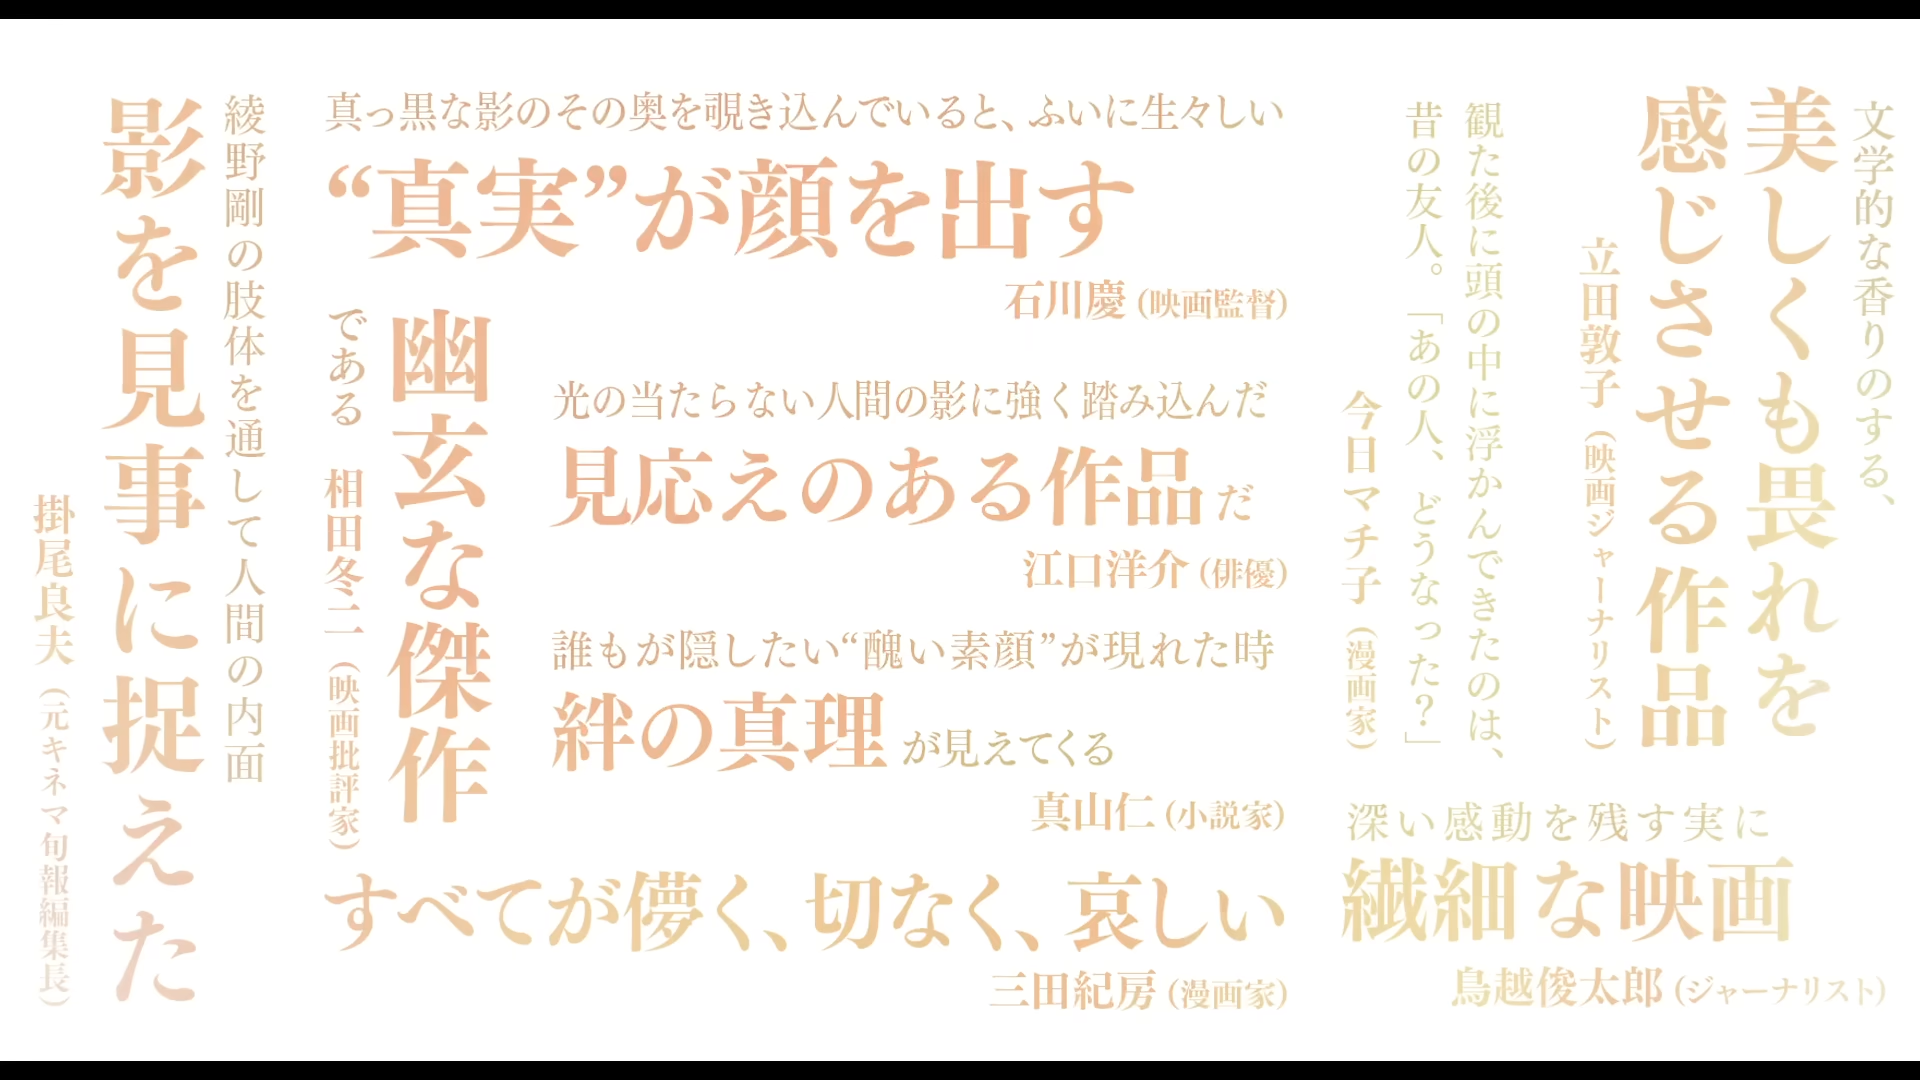 文学的な香りのする、
美しくも畏れを
感じさせる作品
立田敦子（映画ジャーナリスト）
観た後に頭の中に浮かんできたのは、
昔の友人。「あの人、どうなった？」
今日マチ子（漫画家）
深い感動を残す実に
繊細な映画
鳥越俊太郎（ジャーナリスト）
真っ黒な影のその奥を覗き込んでいると、ふいに生々しい
“真実”が顔を出す
石川慶（映画監督）
幽玄な傑作
である 相田冬二（映画批評家）
光の当たらない人間の影に強く踏み込んだ
見応えのある作品だ
江口洋介（俳優）
誰もが隠したい“醜い素顔”が現れた時
絆の真理が見えてくる
真山仁（小説家）
すべてが儚く、切なく、哀しい
三田紀房（漫画家）
綾野剛の肢体を通して人間の内面
影を見事に捉えた
掛尾良夫（元キネマ旬報編集長）